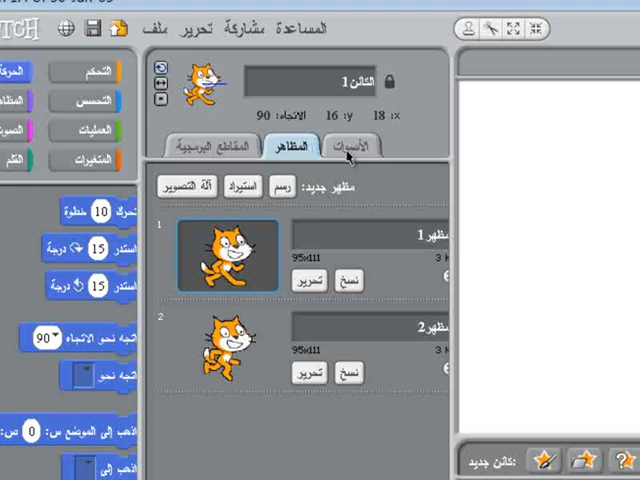 TCH ملف تحرير مشاركة المساعدة
الحركة التحكم
التحسس
العمليات
القلم المتغيرات
الكائن1
x: 18 y: 16 الاتجاه: 90
المقاطع البرمجية المظاهر الأصوات
مظهر جديد: رسم استيراد آلة التصوير
1
مظهر1
95x111
نسخ تحرير
2
مظهر2
95x111
نسخ تحرير
تحرك 10 خطوة
استدر 15 درجة
استدر 15 درجة
اتجه نحو الاتجاه 90
اتجه نحو
اذهب إلى الموضع س: 0 ص:
اذهب إلى
كائن جديد: